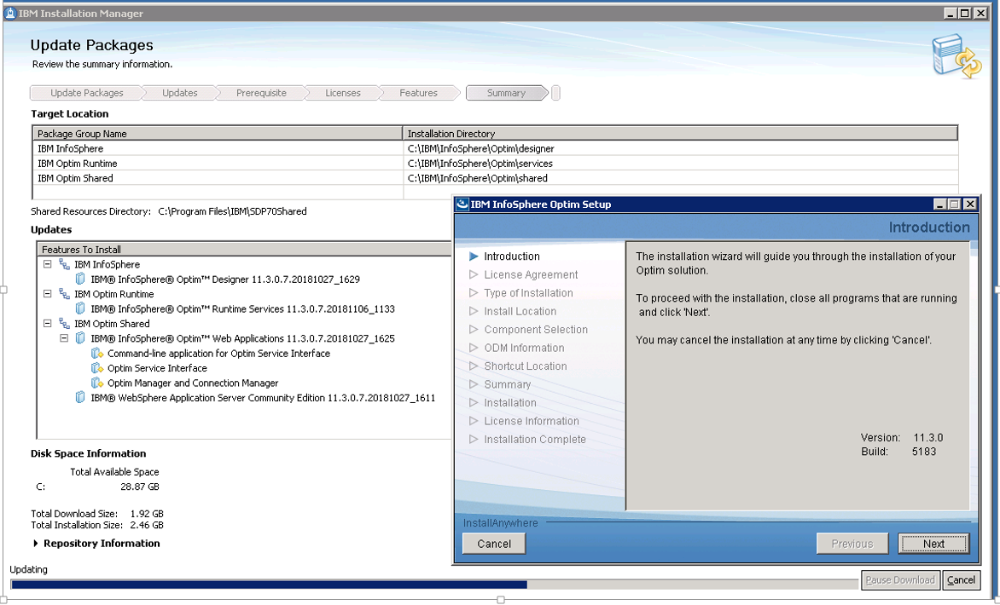 IBM Installation Manager
Update Packages
Review the summary information.
Update Packages Updates Prerequisite Licenses Features Summary
Target Location
Package Group Name Installation Directory
IBM InfoSphere C:\IBM\InfoSphere\Optim\designer
IBM Optim Runtime C:\IBM\InfoSphere\Optim\services
IBM Optim Shared C:\IBM\InfoSphere\Optim\shared
Shared Resources Directory: C:\Program Files\IBM\SDP70Shared
Updates
Features To Install
IBM InfoSphere
IBM® InfoSphere® Optim™ Designer 11.3.0.7.20181027_1629
IBM Optim Runtime
IBM® InfoSphere® Optim™ Runtime Services 11.3.0.7.20181106_1133
IBM Optim Shared
IBM® InfoSphere® Optim™ Web Applications 11.3.0.7.20181027_1625
Command-line application for Optim Service Interface
Optim Service Interface
Optim Manager and Connection Manager
IBM® WebSphere Application Server Community Edition 11.3.0.7.20181027_1611
Disk Space Information
Total Available Space
C: 28.87 GB
Total Download Size: 1.92 GB
Total Installation Size: 2.46 GB
Repository Information
Updating
Pause Download Cancel
IBM InfoSphere Optim Setup
Introduction
Introduction
License Agreement
Type of Installation
Install Location
Component Selection
ODM Information
Shortcut Location
Summary
Installation
License Information
Installation Complete
The installation wizard will guide you through the installation of your
Optim solution.
To proceed with the installation, close all programs that are running
and click 'Next'.
You may cancel the installation at any time by clicking 'Cancel'.
Version: 11.3.0
Build: 5183
InstallAnywhere
Cancel Previous Next